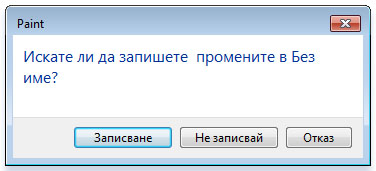 Paint
Искате ли да запишете  промените в Без
име?
Записване
Не записвай
Отказ